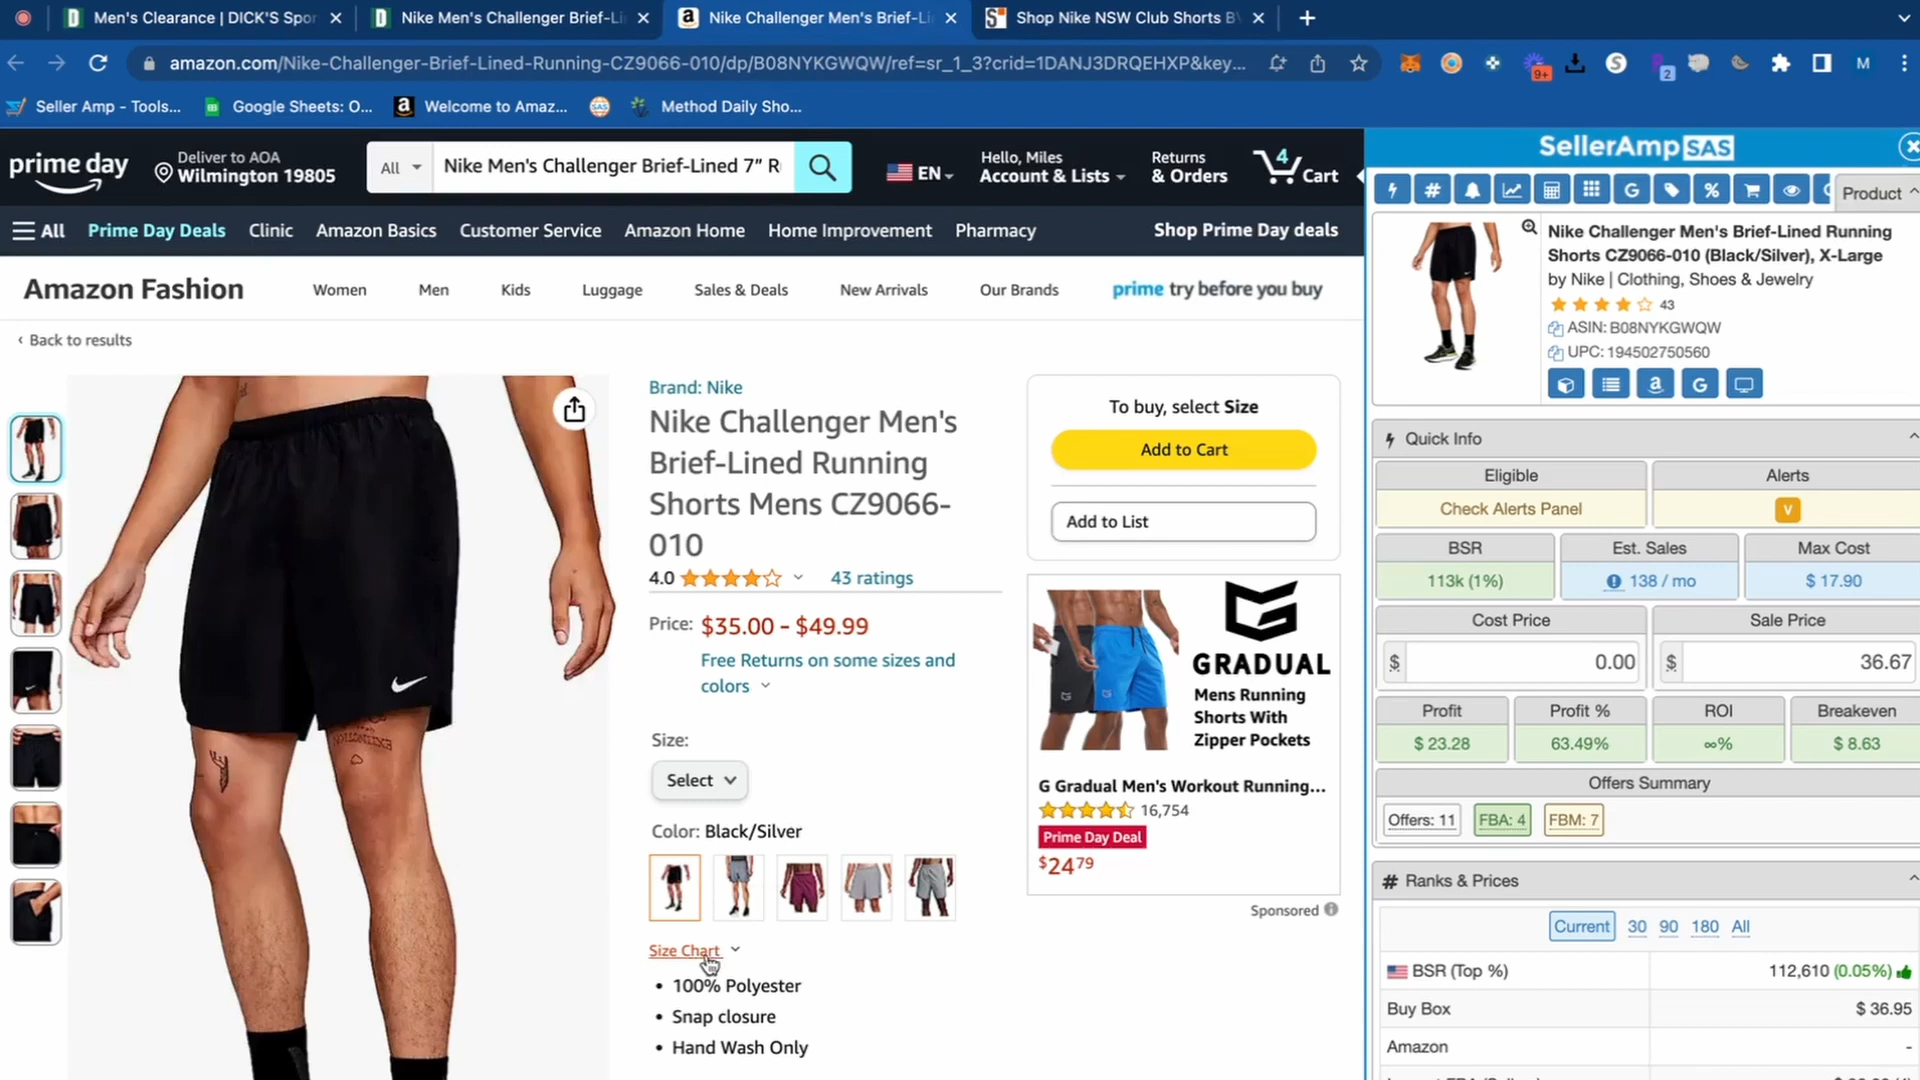 Men's Clearance | DICK'S Spor
Nike Men's Challenger Brief-Li
Nike Challenger Men's Brief-Li
Shop Nike NSW Club Shorts B
amazon.com/Nike-Challenger-Brief-Lined-Running-CZ9066-010/dp/B08NYKGWQW/ref=sr_1_3?crid=1DANJ3DRQEHXP&key...
9+
2
M
Seller Amp - Tools...
Google Sheets: O...
Welcome to Amaz...
SAS
Method Daily Sho...
prime day
Deliver to AOA
Wilmington 19805
All
Nike Men's Challenger Brief-Lined 7” R
EN
Hello, Miles
Account & Lists
Returns
& Orders
4
Cart
All
Prime Day Deals
Clinic
Amazon Basics
Customer Service
Amazon Home
Home Improvement
Pharmacy
Shop Prime Day deals
Amazon Fashion
Women
Men
Kids
Luggage
Sales & Deals
New Arrivals
Our Brands
prime try before you buy
‹ Back to results
Brand: Nike
Nike Challenger Men's
Brief-Lined Running
Shorts Mens CZ9066-
010
4.0
43 ratings
Price: $35.00 - $49.99
Free Returns on some sizes and
colors
Size:
Select
Color: Black/Silver
Size Chart
• 100% Polyester
• Snap closure
• Hand Wash Only
To buy, select Size
Add to Cart
Add to List
GRADUAL
Mens Running
Shorts With
Zipper Pockets
G Gradual Men's Workout Running...
16,754
Prime Day Deal
$24 79
Sponsored
SellerAmp SAS
Product
Nike Challenger Men's Brief-Lined Running
Shorts CZ9066-010 (Black/Silver), X-Large
by Nike | Clothing, Shoes & Jewelry
43
ASIN: B08NYKGWQW
UPC: 194502750560
Quick Info
Eligible
Alerts
Check Alerts Panel
V
BSR
Est. Sales
Max Cost
113k (1%)
138 / mo
$ 17.90
Cost Price
Sale Price
$ 0.00
$ 36.67
Profit
Profit %
ROI
Breakeven
$ 23.28
63.49%
∞%
$ 8.63
Offers Summary
Offers: 11
FBA: 4
FBM: 7
# Ranks & Prices
Current
30
90
180
All
BSR (Top %)
112,610 (0.05%)
Buy Box
$ 36.95
Amazon
-